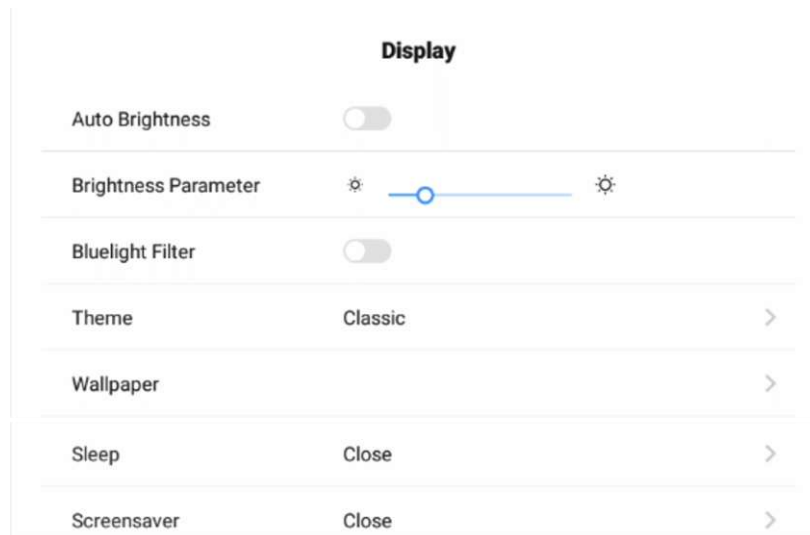 Display
Auto Brightness
Brightness Parameter
Bluelight Filter
Theme Classic
Wallpaper
Sleep Close
Screensaver Close